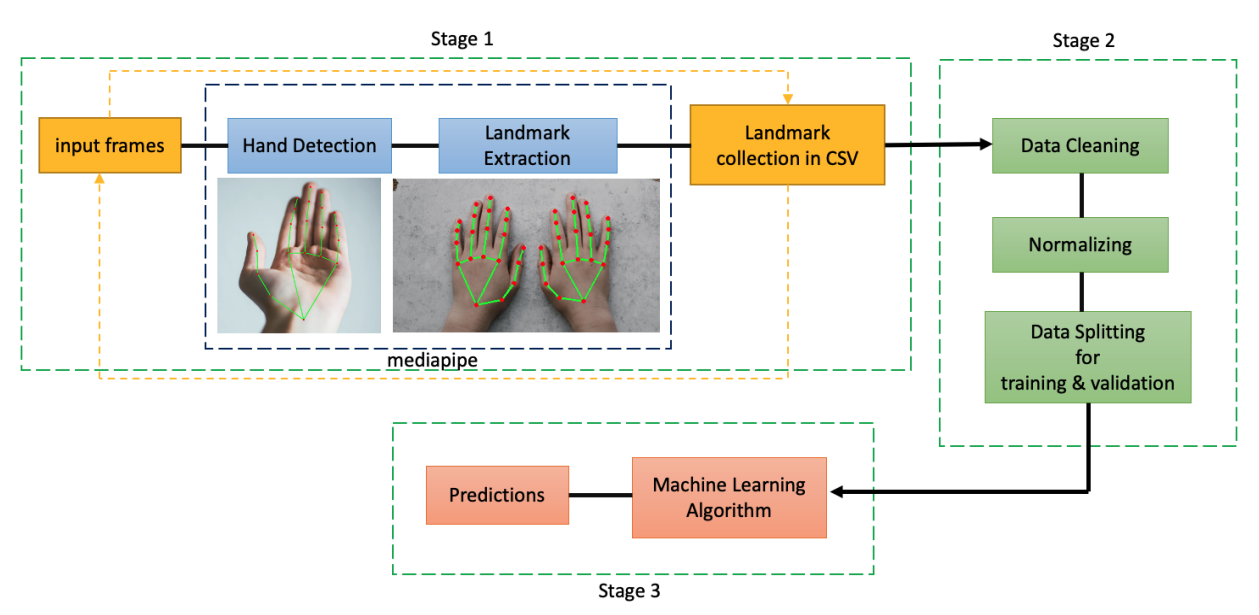 Stage 1
Stage 2
input frames
Hand Detection
Landmark
Extraction
Landmark
collection in CSV
Data Cleaning
Normalizing
mediapipe
Data Splitting
for
training & validation
Predictions
Machine Learning
Algorithm
Stage 3